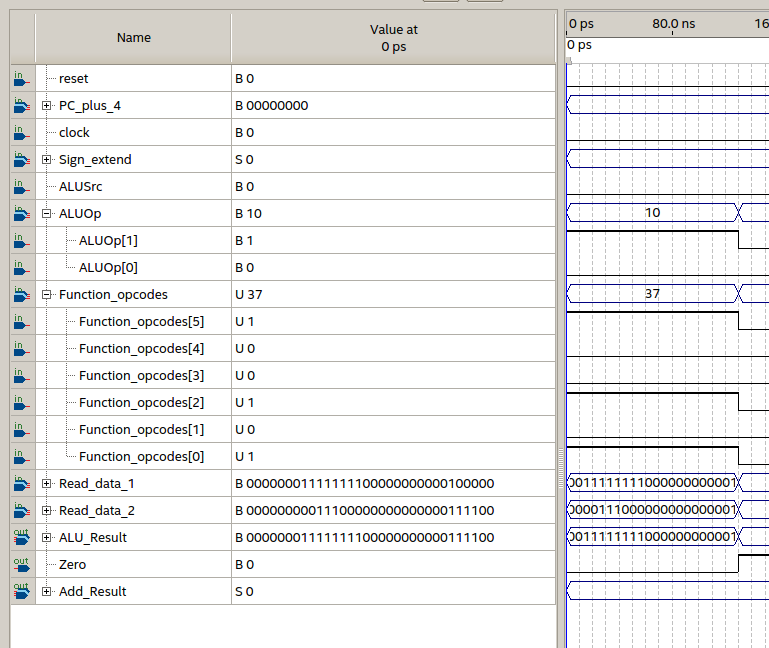 Name
Value at
0 ps
0 ps
80.0 ns
16
0 ps
in
reset
B 0
in
PC_plus_4
B 00000000
in
clock
B 0
in
Sign_extend
S 0
in
ALUSrc
B 0
in
ALUOp
B 10
10
in
ALUOp[1]
B 1
in
ALUOp[0]
B 0
in
Function_opcodes
U 37
37
in
Function_opcodes[5]
U 1
in
Function_opcodes[4]
U 0
in
Function_opcodes[3]
U 0
in
Function_opcodes[2]
U 1
in
Function_opcodes[1]
U 0
in
Function_opcodes[0]
U 1
in
Read_data_1
B 00000001111111110000000000100000
0011111111100000000001
in
Read_data_2
B 00000000011100000000000000111100
0000111000000000000001
out
ALU_Result
B 00000001111111110000000000111100
0011111111100000000001
out
Zero
B 0
out
Add_Result
S 0